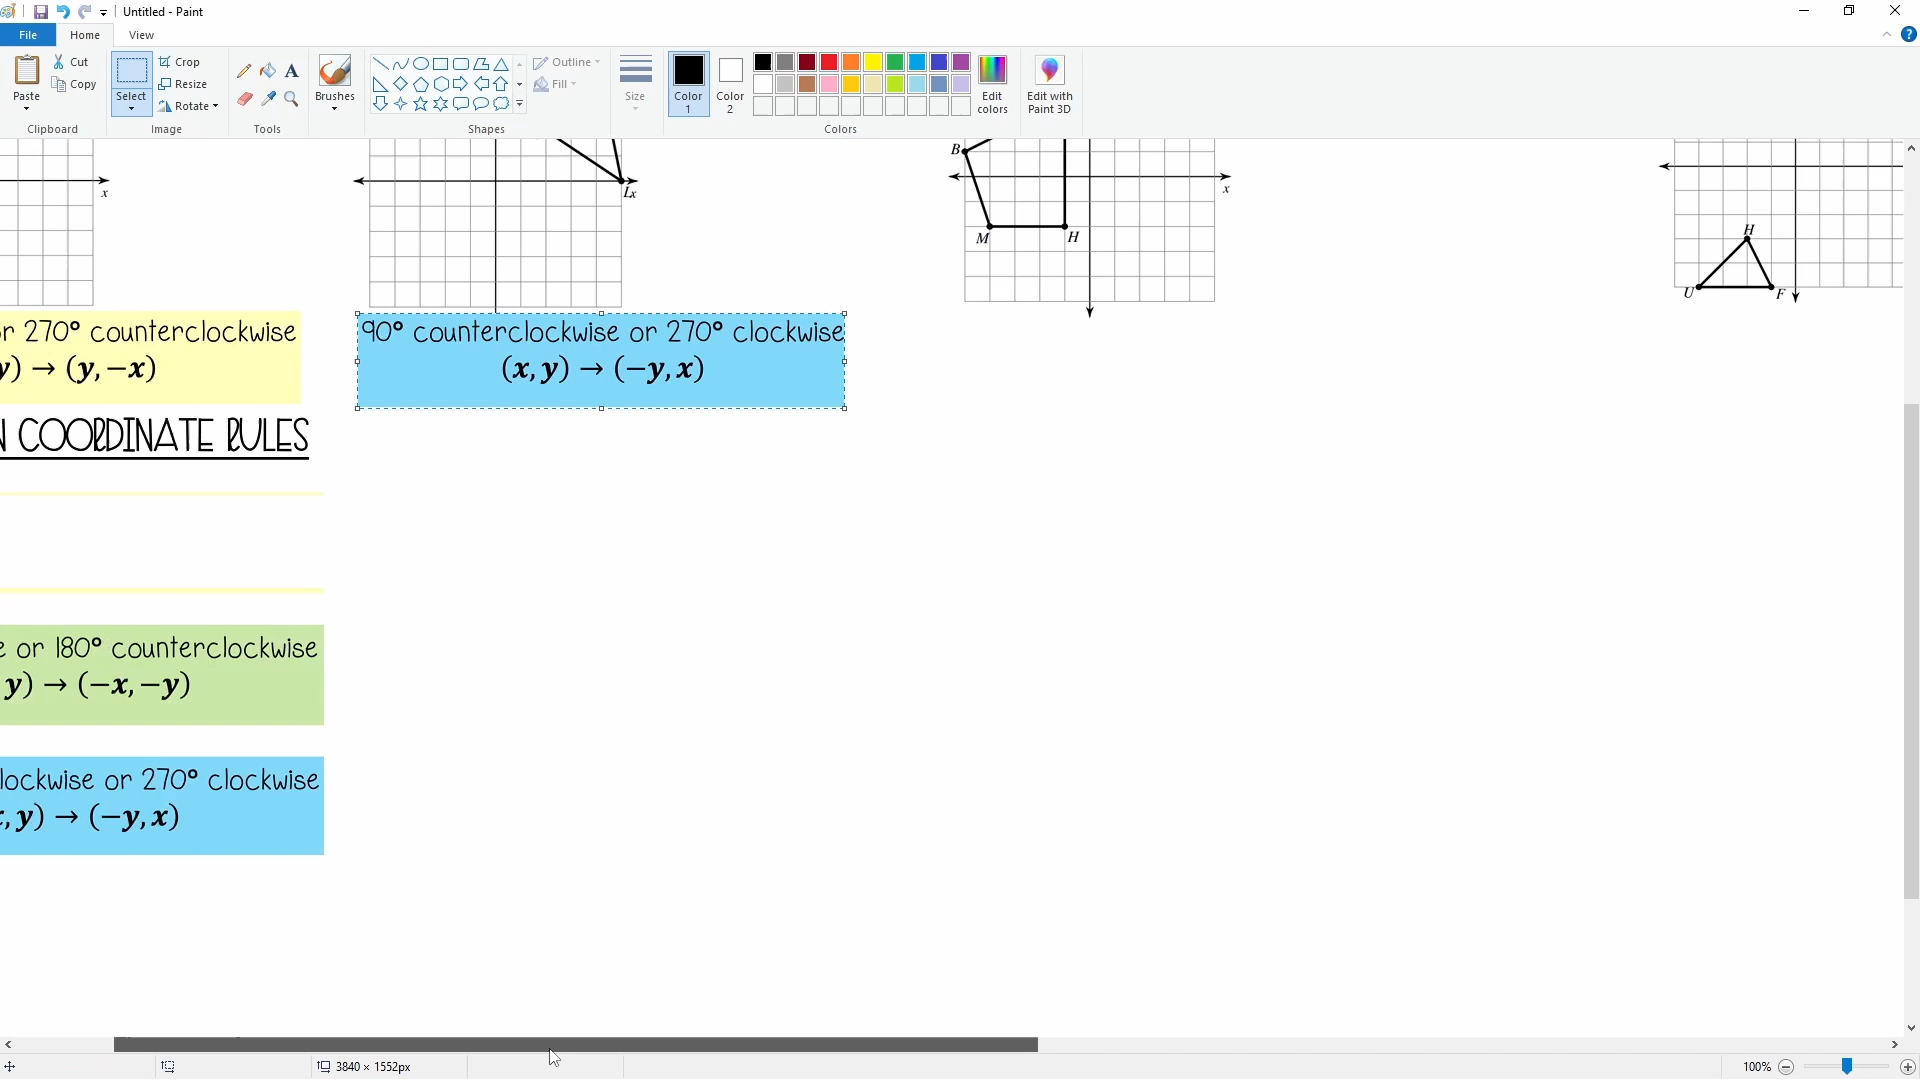 Untitled - Paint
File
Home
View
Paste
Cut
Copy
Clipboard
Select
Crop
Resize
Rotate
Image
Tools
Brushes
Shapes
Outline
Fill
Size
Color 1
Color 2
Edit colors
Colors
Edit with Paint 3D
x
Lx
B
M
H
x
H
U
F
or 270° counterclockwise
y) → (y, −x)
90° counterclockwise or 270° clockwise
(x, y) → (−y, x)
N COORDINATE RULES
e or 180° counterclockwise
y) → (−x, −y)
lockwise or 270° clockwise
x, y) → (−y, x)
3840 × 1552px
100%